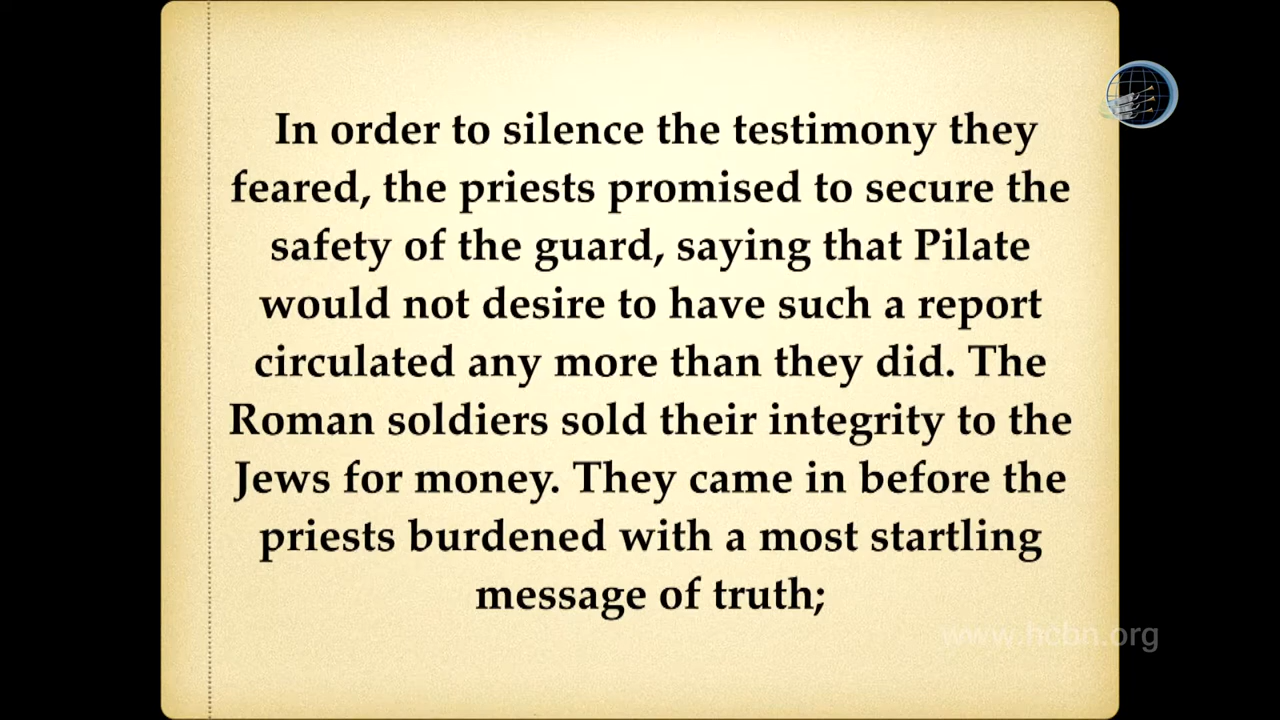 In order to silence the testimony they
feared, the priests promised to secure the
safety of the guard, saying that Pilate
would not desire to have such a report
circulated any more than they did. The
Roman soldiers sold their integrity to the
Jews for money. They came in before the
priests burdened with a most startling
message of truth;
www.hcbn.org